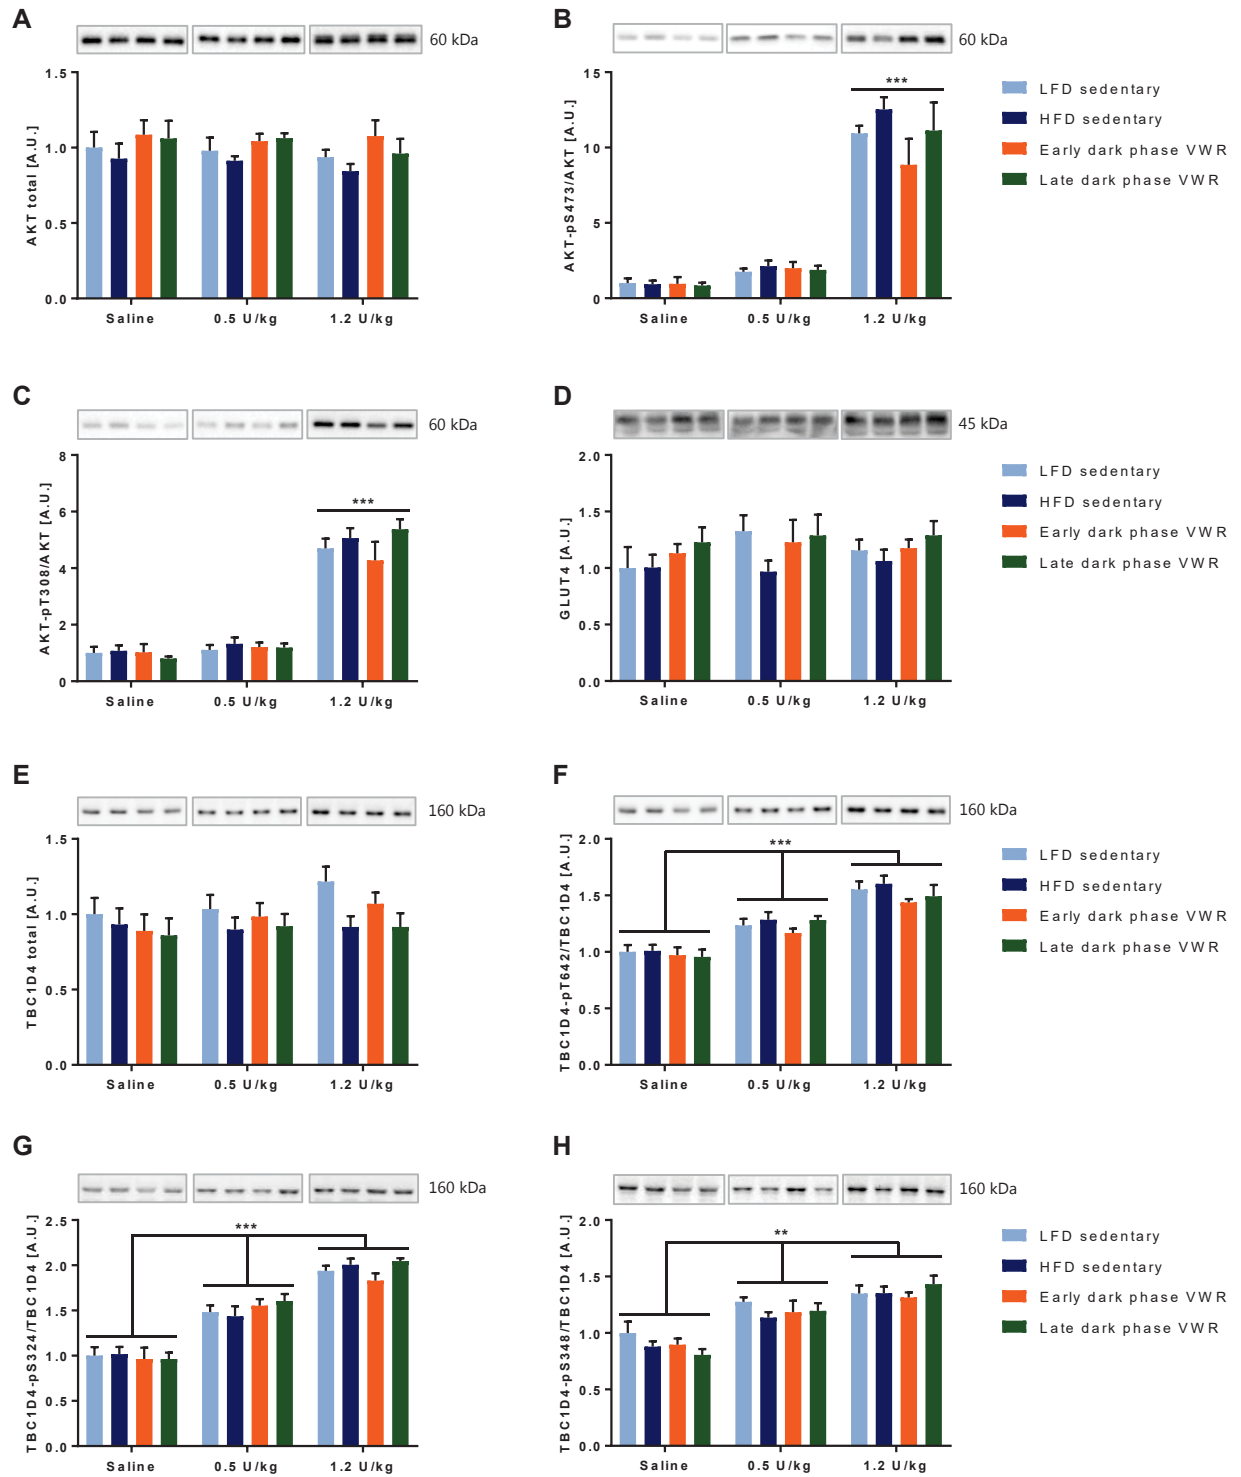 A
60 kDa
AKT total [A.U.]
1.5
1.0
0.5
0.0
Saline 0.5 U/kg 1.2 U/kg
B
60 kDa
AKT-pS473/AKT [A.U.]
15
10
5
0
***
Saline 0.5 U/kg 1.2 U/kg
LFD sedentary
HFD sedentary
Early dark phase VWR
Late dark phase VWR
C
60 kDa
AKT-pT308/AKT [A.U.]
8
6
4
2
0
***
Saline 0.5 U/kg 1.2 U/kg
D
45 kDa
GLUT4 [A.U.]
2.0
1.5
1.0
0.5
0.0
Saline 0.5 U/kg 1.2 U/kg
LFD sedentary
HFD sedentary
Early dark phase VWR
Late dark phase VWR
E
160 kDa
TBC1D4 total [A.U.]
1.5
1.0
0.5
0.0
Saline 0.5 U/kg 1.2 U/kg
F
160 kDa
TBC1D4-pT642/TBC1D4 [A.U.]
2.0
1.5
1.0
0.5
0.0
***
Saline 0.5 U/kg 1.2 U/kg
LFD sedentary
HFD sedentary
Early dark phase VWR
Late dark phase VWR
G
160 kDa
TBC1D4-pS324/TBC1D4 [A.U.]
2.5
2.0
1.5
1.0
0.5
0.0
***
Saline 0.5 U/kg 1.2 U/kg
H
160 kDa
TBC1D4-pS348/TBC1D4 [A.U.]
2.0
1.5
1.0
0.5
0.0
**
Saline 0.5 U/kg 1.2 U/kg
LFD sedentary
HFD sedentary
Early dark phase VWR
Late dark phase VWR